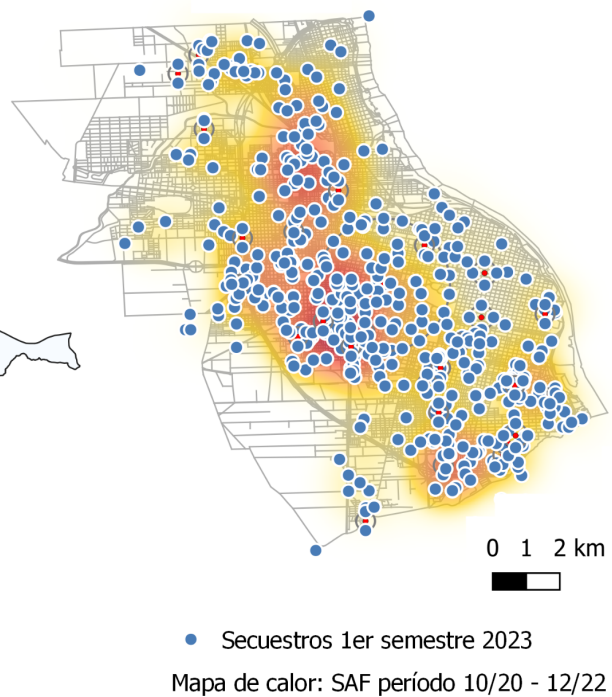 0 1 2 km
Secuestros 1er semestre 2023
Mapa de calor: SAF período 10/20 - 12/22